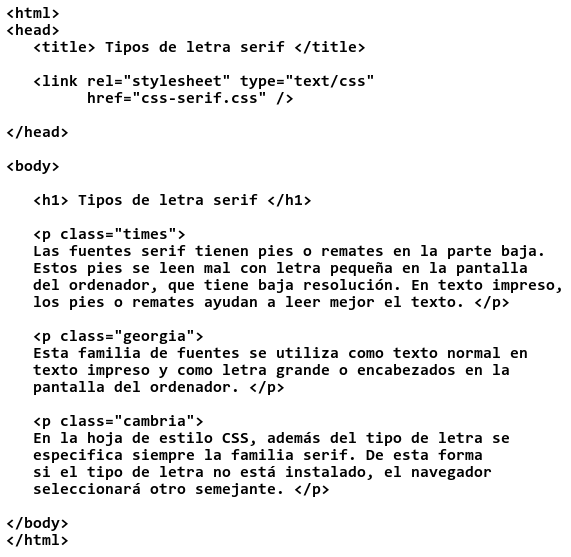 <html>
<head>
   <title> Tipos de letra serif </title>

   <link rel="stylesheet" type="text/css"
         href="css-serif.css" />

</head>

<body>

   <h1> Tipos de letra serif </h1>

   <p class="times">
   Las fuentes serif tienen pies o remates en la parte baja.
   Estos pies se leen mal con letra pequeña en la pantalla
   del ordenador, que tiene baja resolución. En texto impreso,
   los pies o remates ayudan a leer mejor el texto. </p>

   <p class="georgia">
   Esta familia de fuentes se utiliza como texto normal en
   texto impreso y como letra grande o encabezados en la
   pantalla del ordenador. </p>

   <p class="cambria">
   En la hoja de estilo CSS, además del tipo de letra se
   especifica siempre la familia serif. De esta forma
   si el tipo de letra no está instalado, el navegador
   seleccionará otro semejante. </p>

</body>
</html>